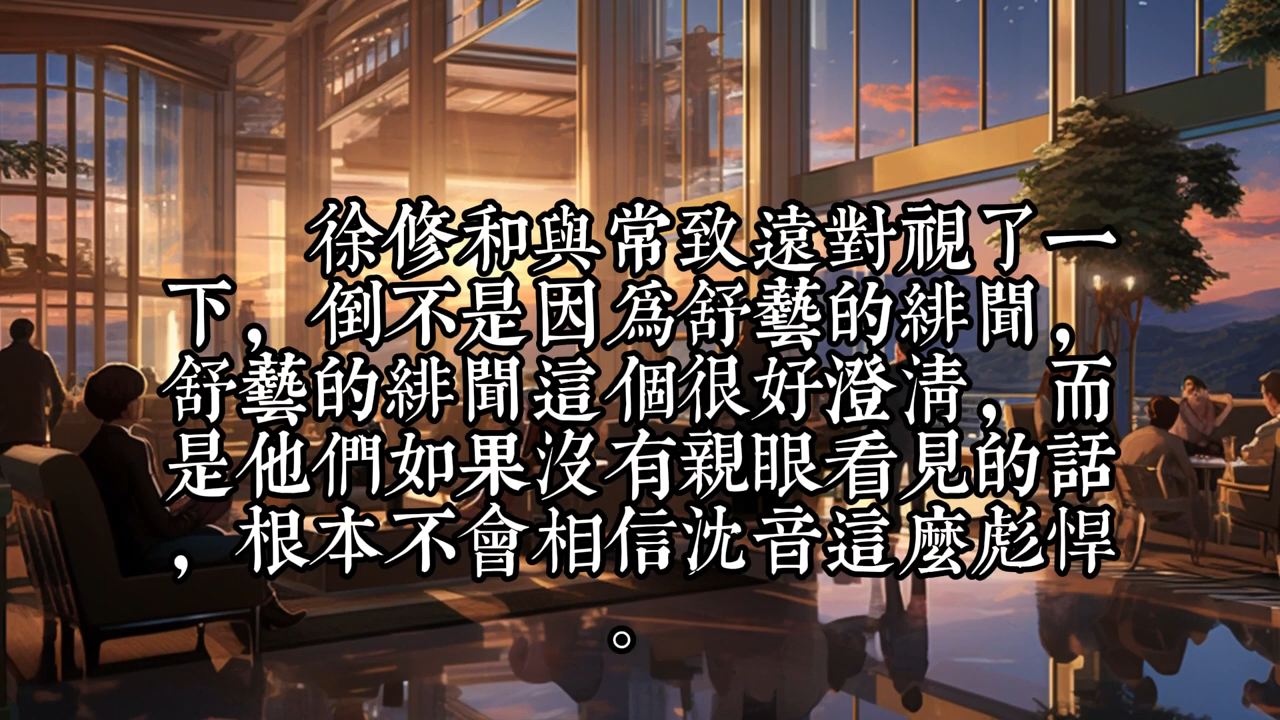 徐修和與常致遠對視了一
下，倒不是因爲舒藝的緋聞，
舒藝的緋聞這個很好澄清，而
是他們如果沒有親眼看見的話
，根本不會相信沈音這麼彪悍
。